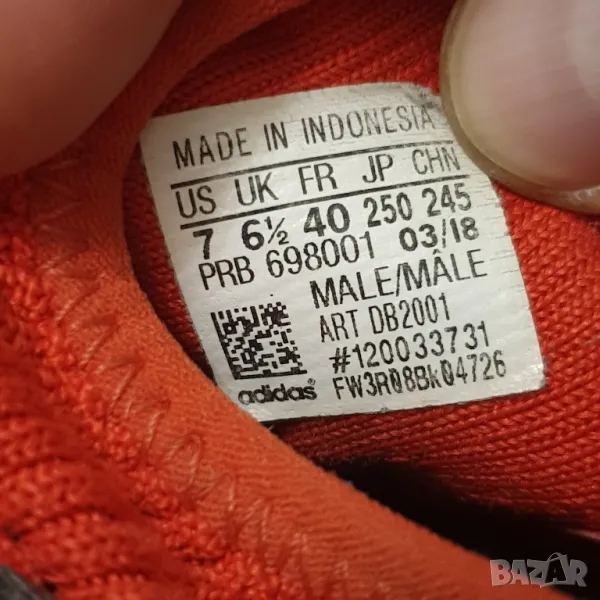 MADE IN INDONESIA
US UK FR JP CHN
7 6½ 40 250 245
PRB 698001 03/18
MALE/MÂLE
ART DB2001
#120033731
adidas FW3R08Bk04726
BAZAR